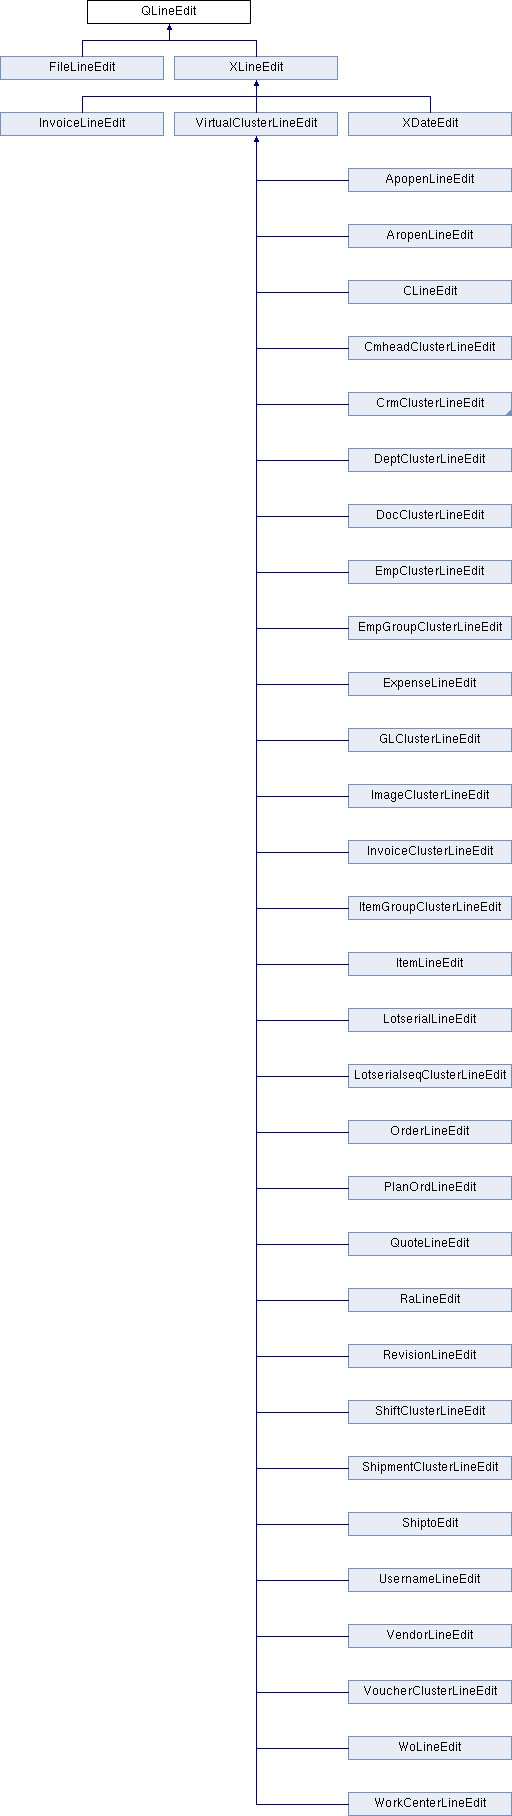 QLineEdit
FileLineEdit
XLineEdit
InvoiceLineEdit
VirtualClusterLineEdit
XDateEdit
ApopenLineEdit
AropenLineEdit
CLineEdit
CmheadClusterLineEdit
CrmClusterLineEdit
DeptClusterLineEdit
DocClusterLineEdit
EmpClusterLineEdit
EmpGroupClusterLineEdit
ExpenseLineEdit
GLClusterLineEdit
ImageClusterLineEdit
InvoiceClusterLineEdit
ItemGroupClusterLineEdit
ItemLineEdit
LotserialLineEdit
LotserialseqClusterLineEdit
OrderLineEdit
PlanOrdLineEdit
QuoteLineEdit
RaLineEdit
RevisionLineEdit
ShiftClusterLineEdit
ShipmentClusterLineEdit
ShiptoEdit
UsernameLineEdit
VendorLineEdit
VoucherClusterLineEdit
WoLineEdit
WorkCenterLineEdit